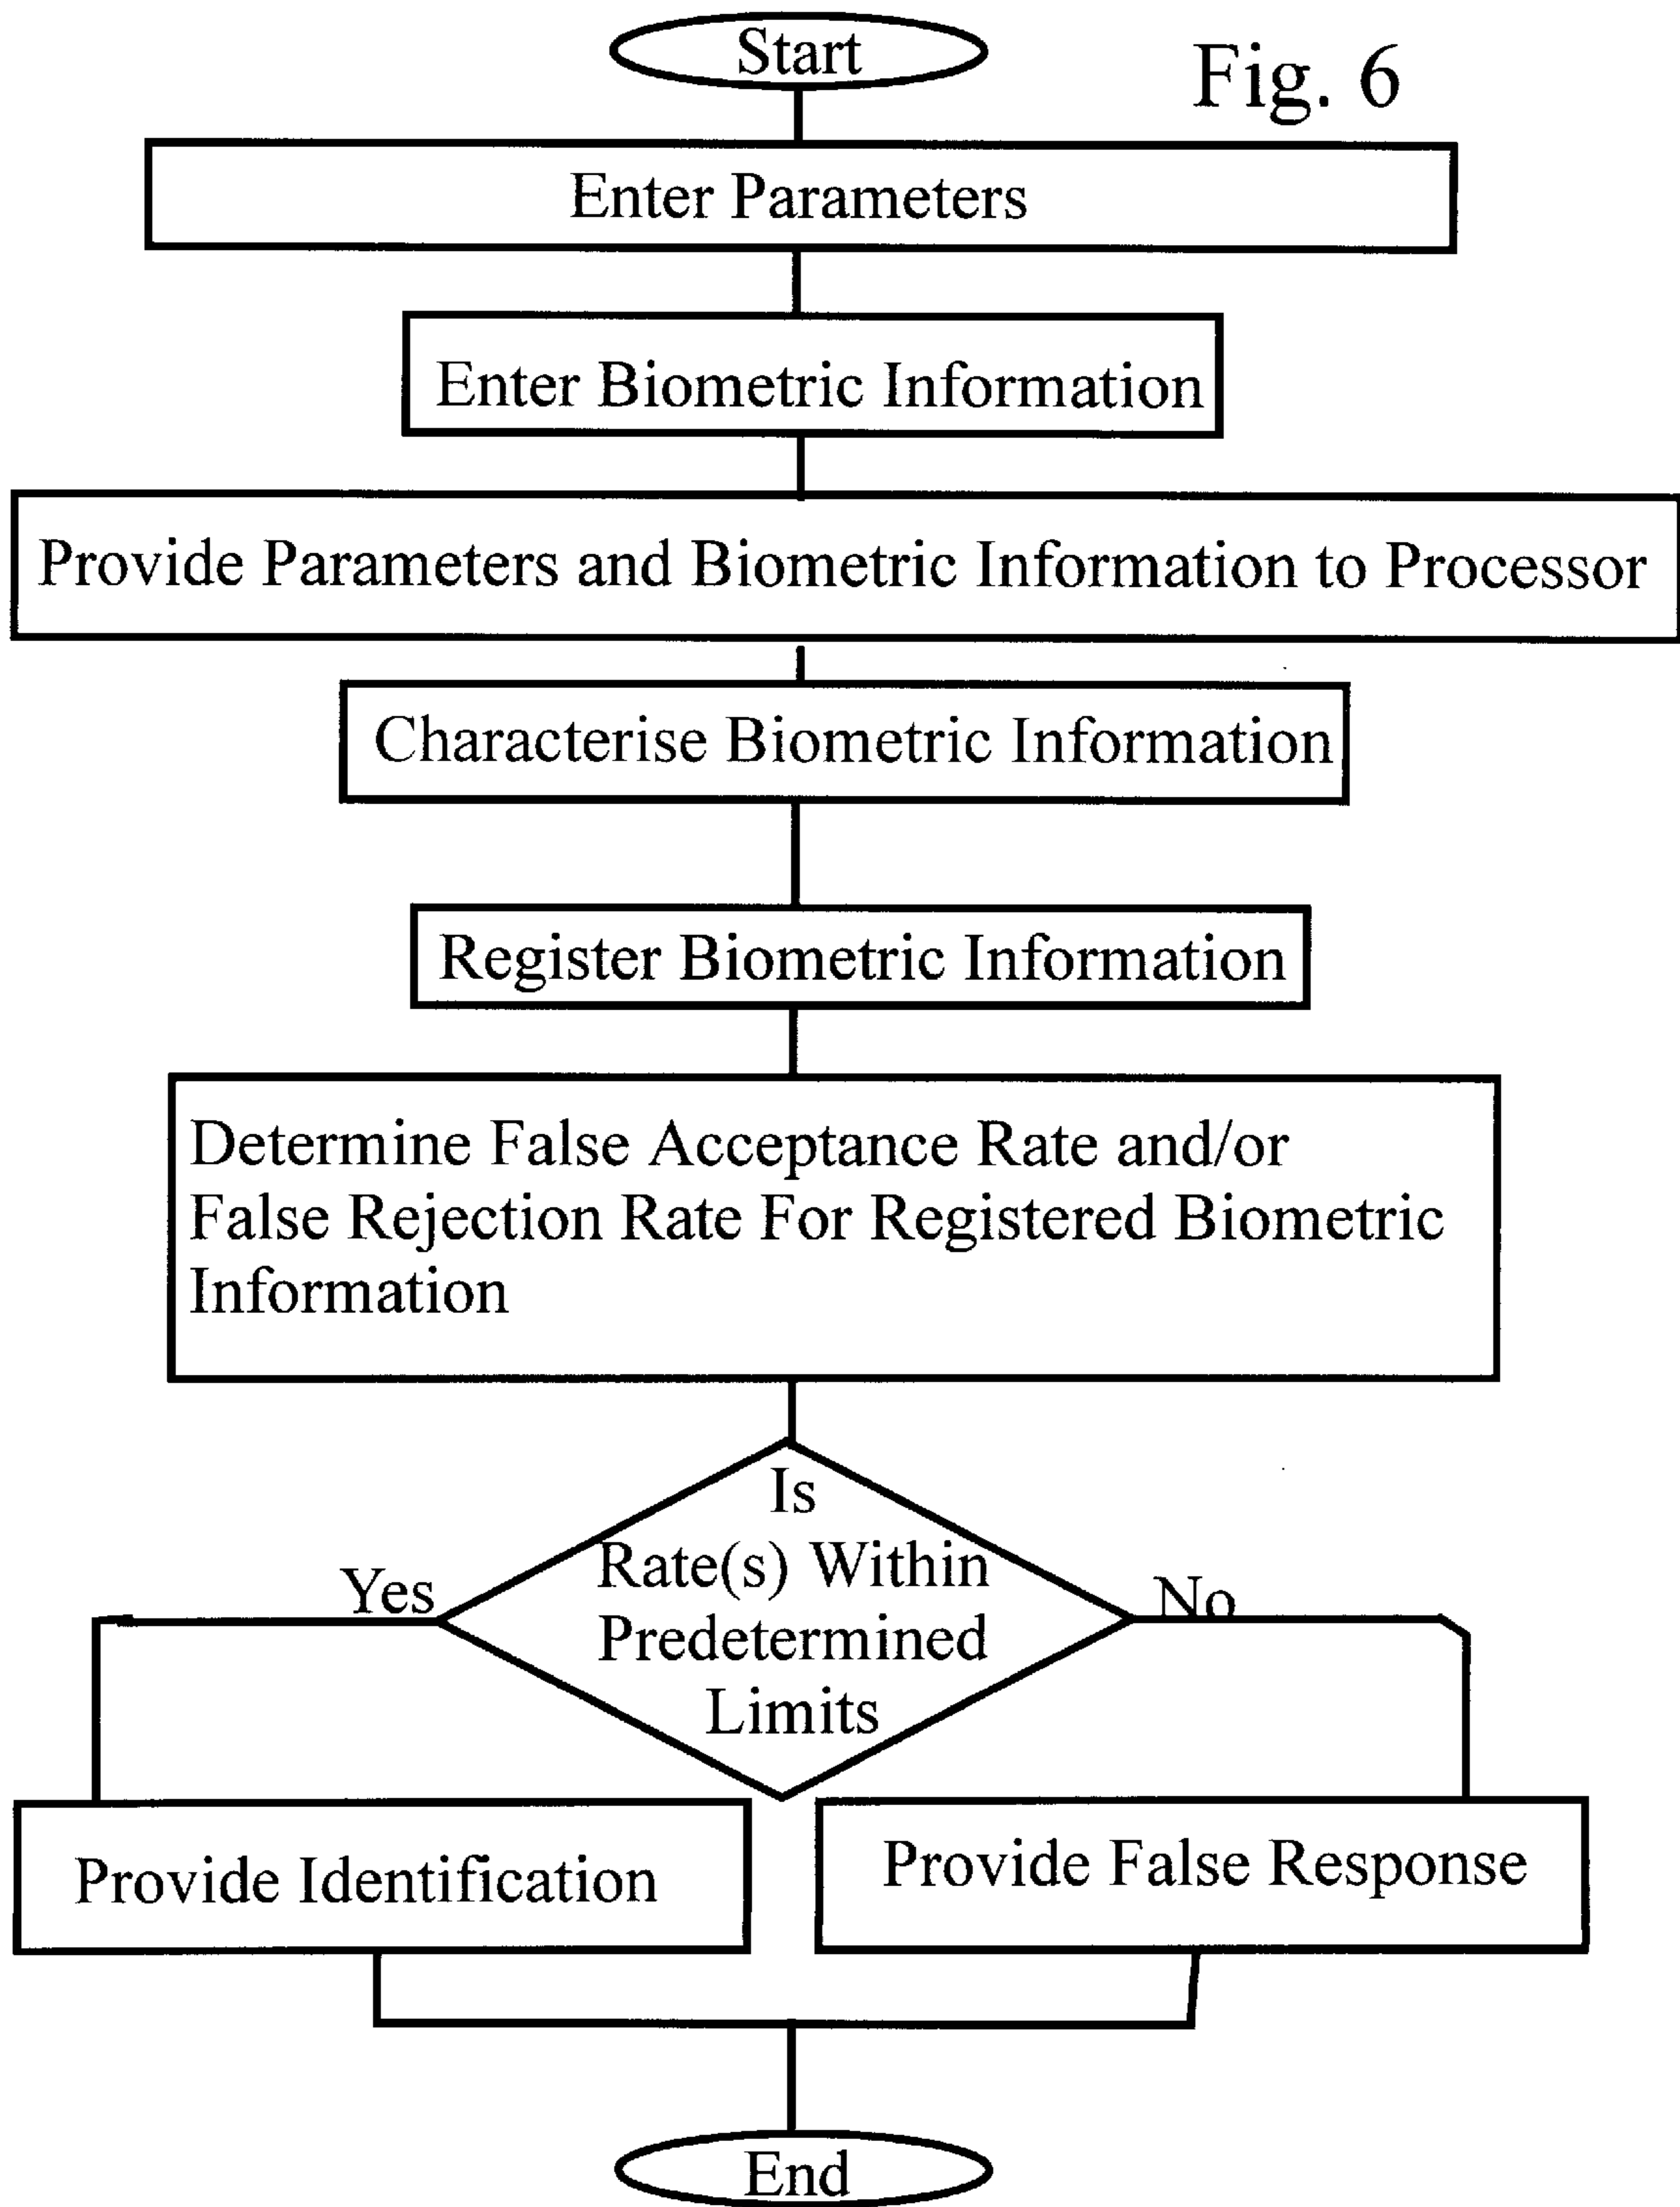 Start
Fig. 6
Enter Parameters
Enter Biometric Information
Provide Parameters and Biometric Information to Processor
Characterise Biometric Information
Register Biometric Information
Determine False Acceptance Rate and/or
False Rejection Rate For Registered Biometric
Information
Is
Rate(s) Within
Predetermined
Limits
Yes
No
Provide Identification
Provide False Response
End